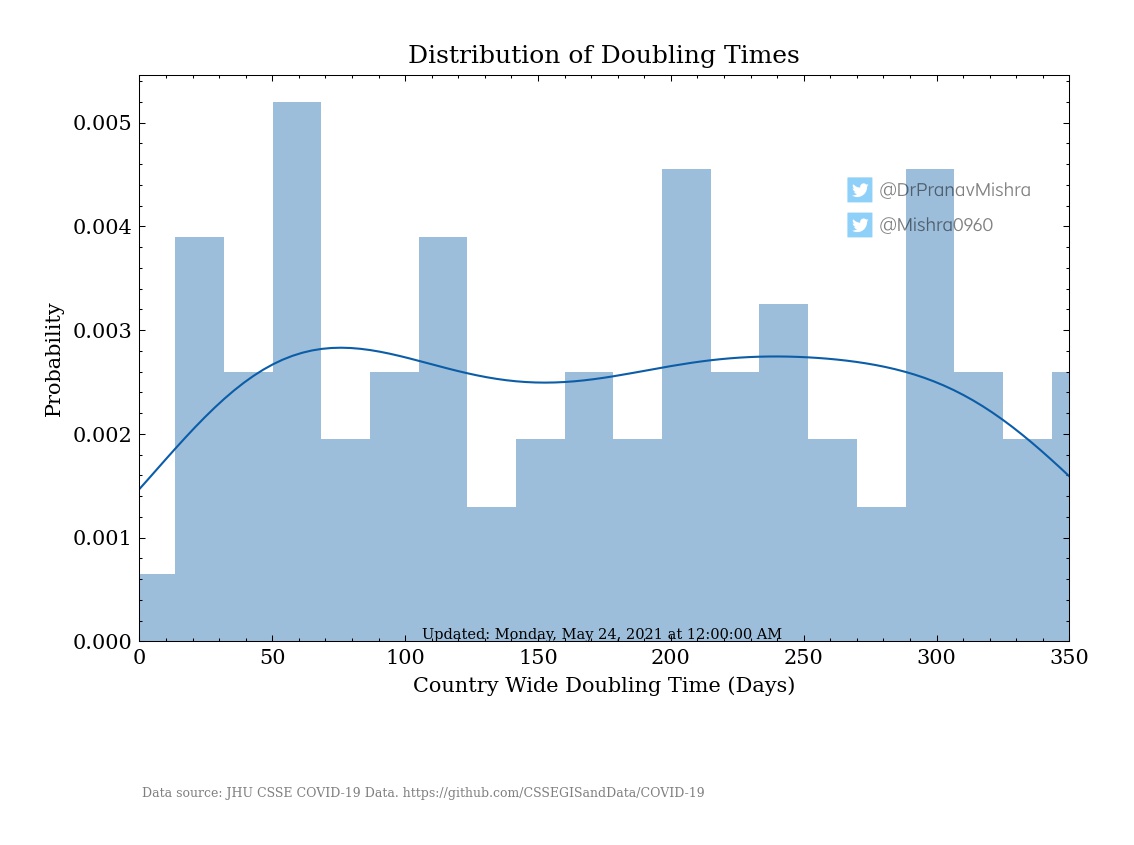 Distribution of Doubling Times
0.005
0.004
0.003
0.002
0.001
0.000
Probability
@DrPranavMishra
@Mishra0960
Updated: Monday, May 24, 2021 at 12:00:00 AM
0 50 100 150 200 250 300 350
Country Wide Doubling Time (Days)
Data source: JHU CSSE COVID-19 Data. https://github.com/CSSEGISandData/COVID-19